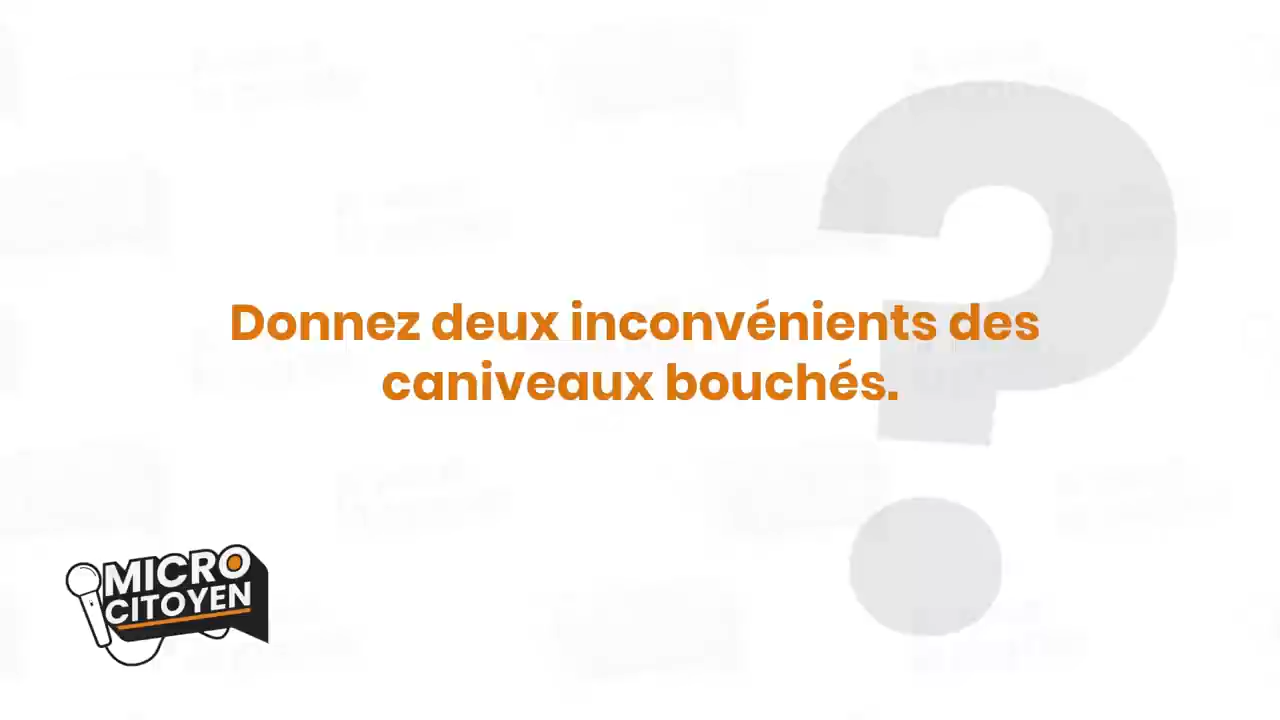 Donnez deux inconvénients des
caniveaux bouchés.
MICRO
CITOYEN